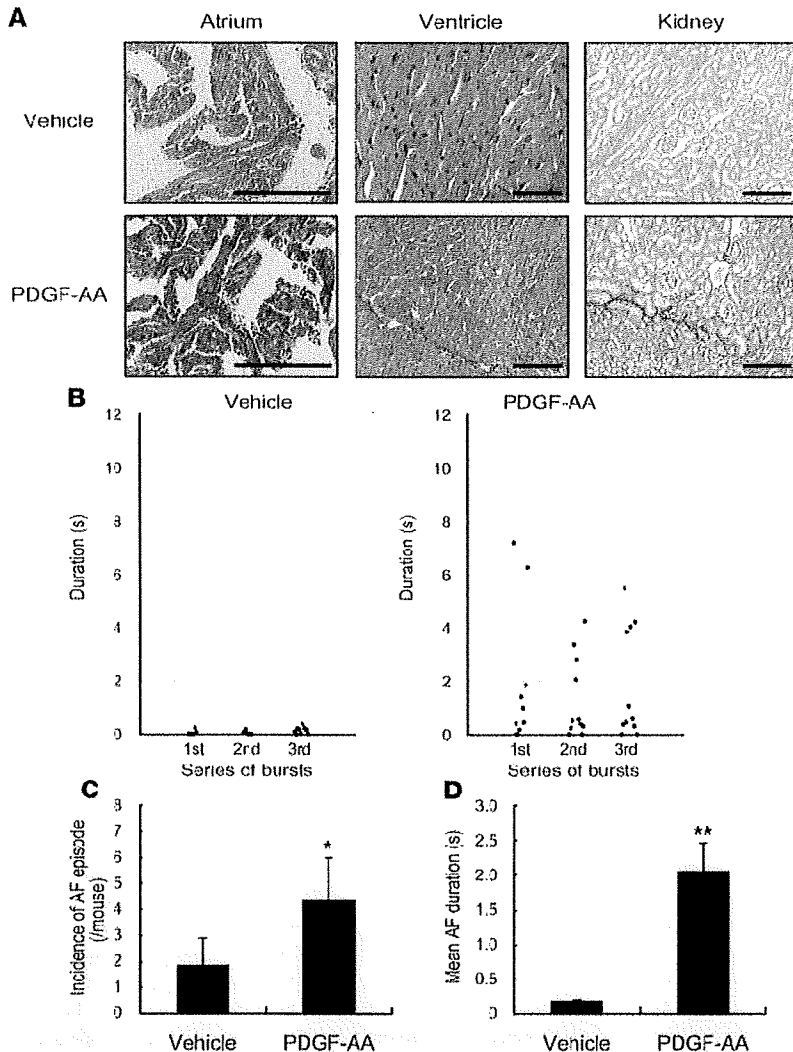 A
Atrium Ventricle Kidney
Vehicle
PDGF-AA
B
Vehicle
12
10
8
6
4
2
0
Duration (s)
1st 2nd 3rd
Series of bursts
PDGF-AA
12
10
8
6
4
2
0
Duration (s)
1st 2nd 3rd
Series of bursts
C
8
7
6
5
4
3
2
1
0
Incidence of AF episode
(/mouse)
*
Vehicle PDGF-AA
D
3.0
2.5
2.0
1.5
1.0
0.5
0
Mean AF duration (s)
**
Vehicle PDGF-AA